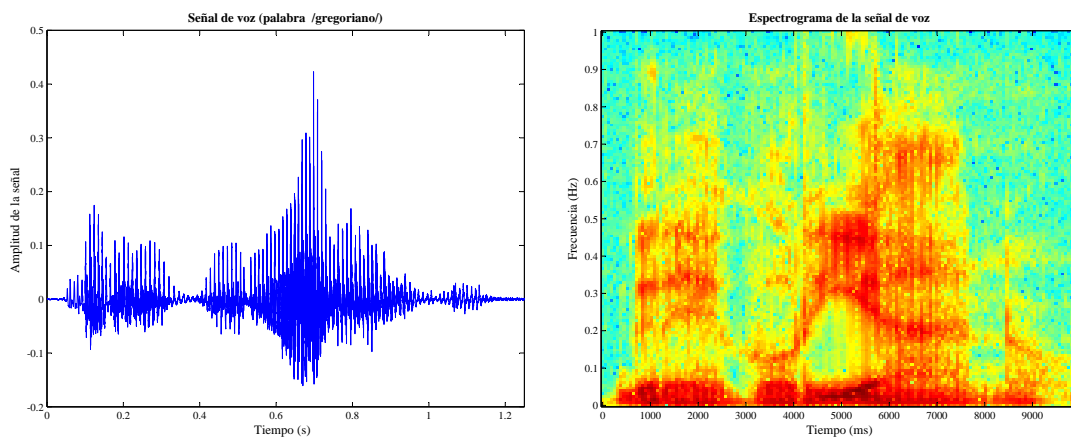 Señal de voz (palabra /gregoriano/)
0.5
0.4
0.3
0.2
0.1
0
-0.1
-0.2
Amplitud de la señal
0 0.2 0.4 0.6 0.8 1 1.2
Tiempo (s)
Espectrograma de la señal de voz
1
0.9
0.8
0.7
0.6
0.5
0.4
0.3
0.2
0.1
0
Frecuencia (Hz)
0 1000 2000 3000 4000 5000 6000 7000 8000 9000
Tiempo (ms)